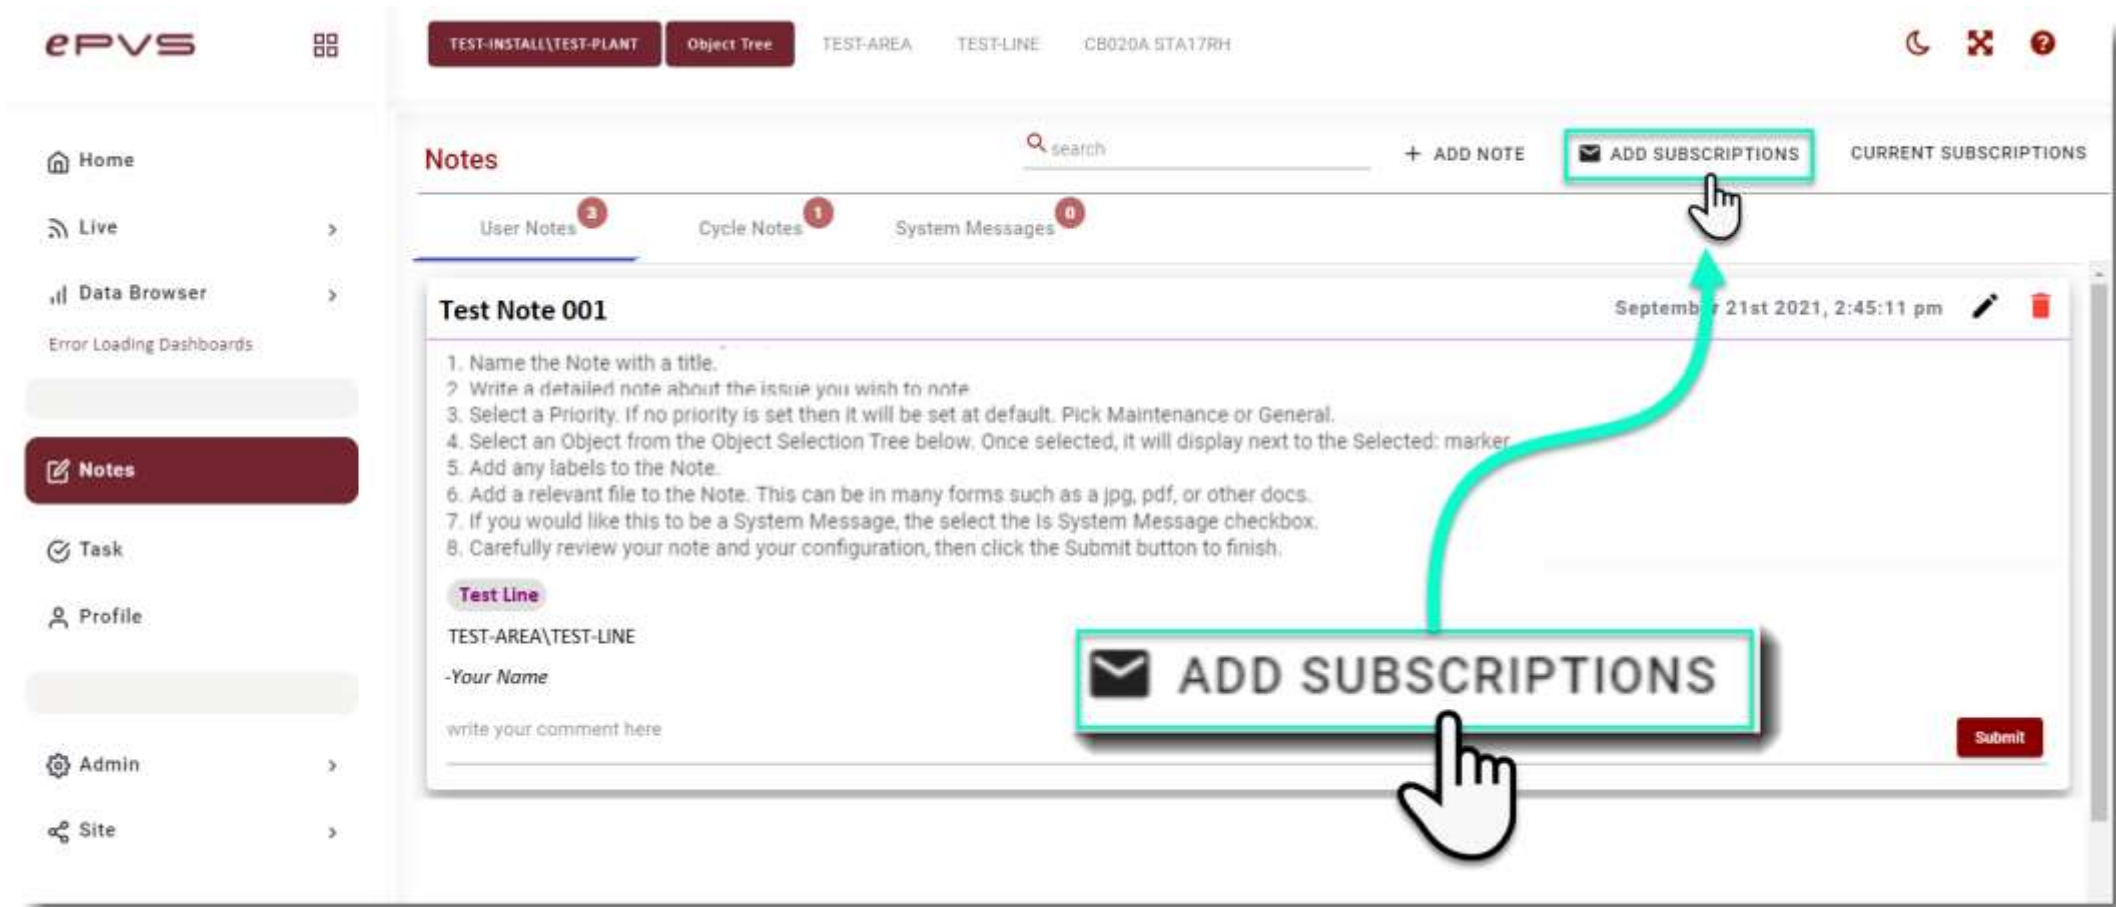 ePVS
TEST-INSTALL\TEST-PLANT
Object Tree
TEST-AREA
TEST-LINE
CB020A STA17RH
Home
Live
Data Browser
Error Loading Dashboards
Notes
Task
Profile
Admin
Site
Notes
search
+ ADD NOTE
ADD SUBSCRIPTIONS
CURRENT SUBSCRIPTIONS
User Notes 3
Cycle Notes 1
System Messages 0
Test Note 001
September 21st 2021, 2:45:11 pm
1. Name the Note with a title.
2 Write a detailed note about the issue you wish to note
3. Select a Priority. If no priority is set then it will be set at default. Pick Maintenance or General.
4. Select an Object from the Object Selection Tree below. Once selected, it will display next to the Selected: marker
5. Add any labels to the Note.
6. Add a relevant file to the Note. This can be in many forms such as a jpg, pdf, or other docs.
7. If you would like this to be a System Message, the select the Is System Message checkbox.
8. Carefully review your note and your configuration, then click the Submit button to finish.
Test Line
TEST-AREA\TEST-LINE
-Your Name
ADD SUBSCRIPTIONS
write your comment here
Submit